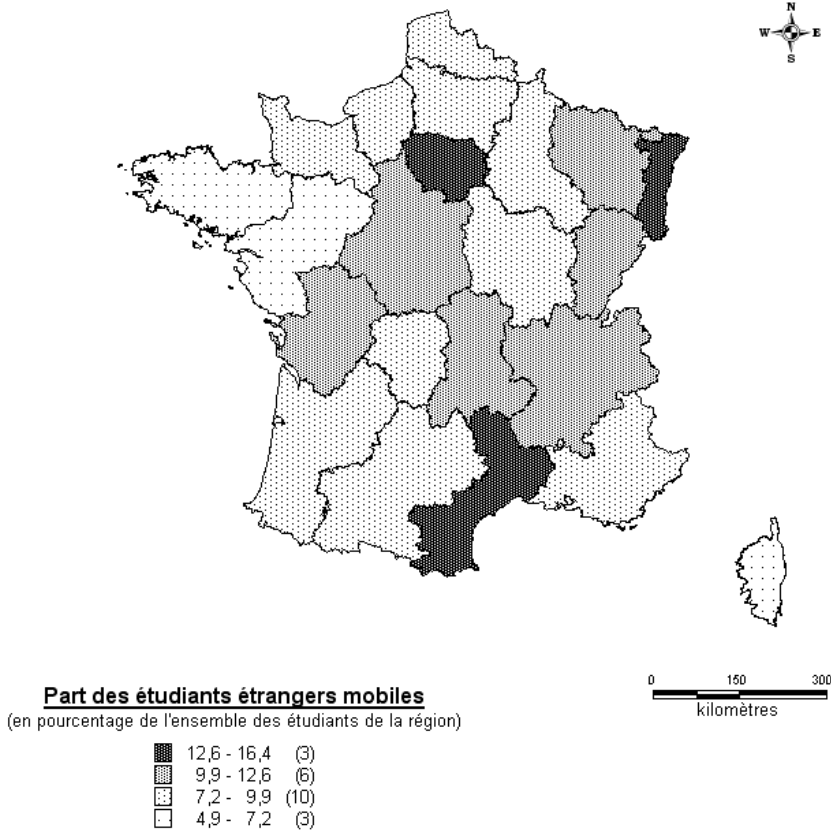 N
W E
S
Part des étudiants étrangers mobiles
(en pourcentage de l'ensemble des étudiants de la région)
12,6 - 16,4 (3)
9,9 - 12,6 (6)
7,2 - 9,9 (10)
4,9 - 7,2 (3)
0 150 300
kilomètres